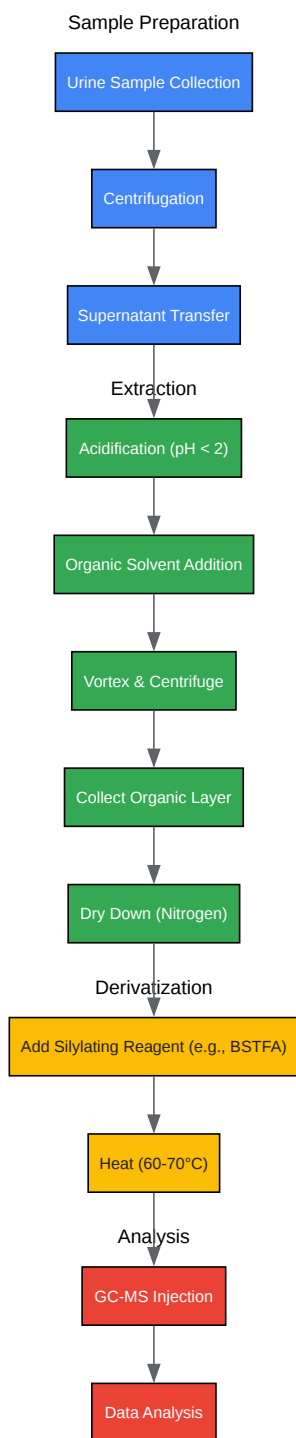 Sample Preparation
Urine Sample Collection
Centrifugation
Supernatant Transfer
Extraction
Acidification (pH < 2)
Organic Solvent Addition
Vortex & Centrifuge
Collect Organic Layer
Dry Down (Nitrogen)
Derivatization
Add Silylating Reagent (e.g., BSTFA)
Heat (60-70°C)
Analysis
GC-MS Injection
Data Analysis